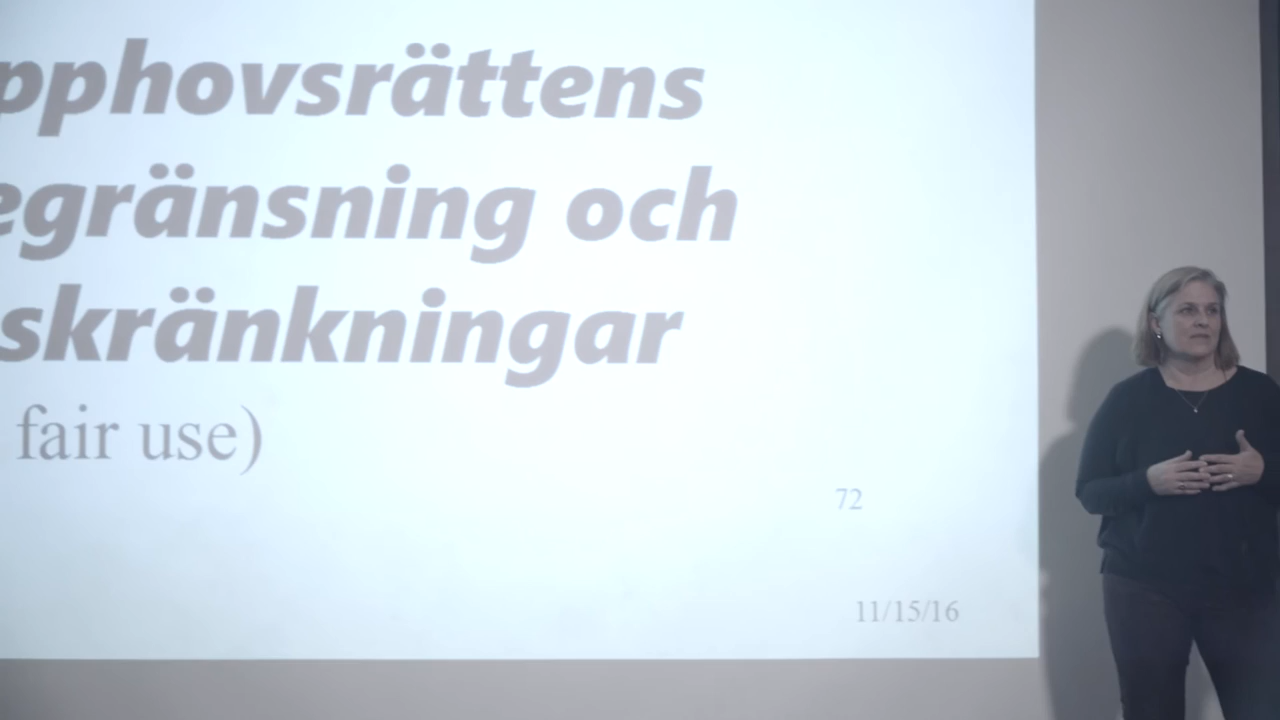 pphovsrättens
egränsning och
skränkningar
fair use)
72
11/15/16